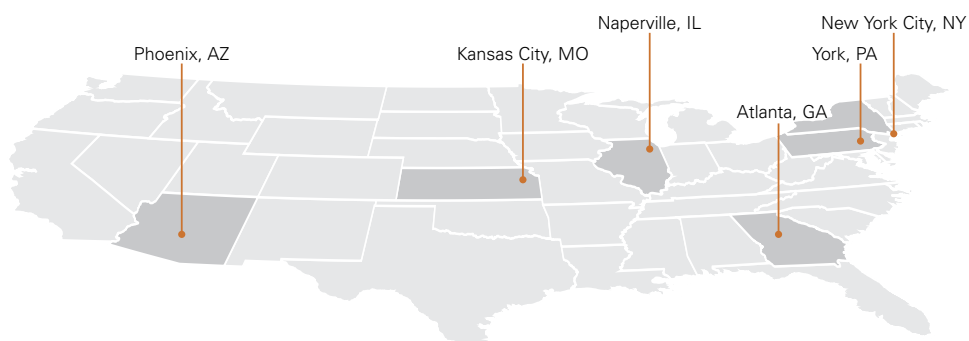 Naperville, IL
New York City, NY
Phoenix, AZ
Kansas City, MO
York, PA
Atlanta, GA